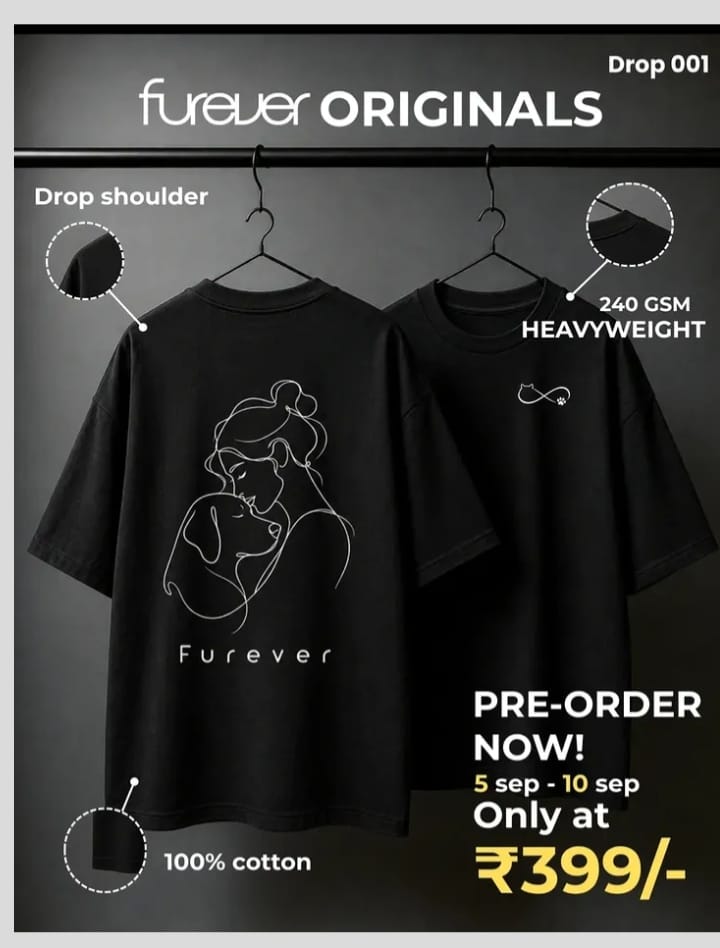 Drop 001
furever ORIGINALS
Drop shoulder
240 GSM
HEAVYWEIGHT
Furever
PRE-ORDER
NOW!
5 sep - 10 sep
Only at
₹399/-
100% cotton